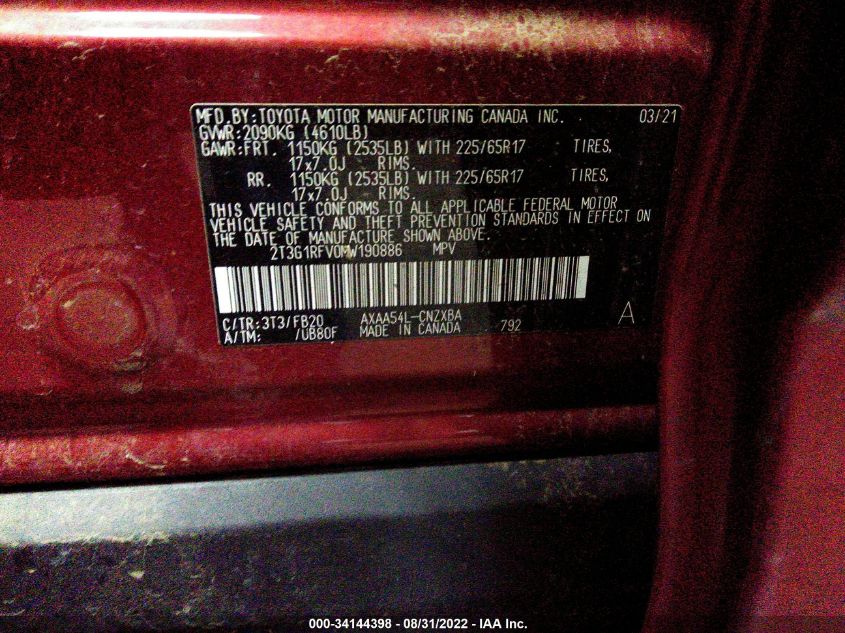 MFD. BY: TOYOTA MOTOR MANUFACTURING CANADA INC. 03/21
GVWR: 2090KG (4610LB)
GAWR: FRT. 1150KG (2535LB) WITH 225/65R17 TIRES,
17x7.0J RIMS.
RR. 1150KG (2535LB) WITH 225/65R17 TIRES,
17x7.0J RIMS.
THIS VEHICLE CONFORMS TO ALL APPLICABLE FEDERAL MOTOR
VEHICLE SAFETY AND THEFT PREVENTION STANDARDS IN EFFECT ON
THE DATE OF MANUFACTURE SHOWN ABOVE.
2T3G1RFV0MW190886 MPV
C/TR: 3T3/FB20 AXAA54L-CNZXBA A
A/TM: /UB80F MADE IN CANADA 792
000-34144398 - 08/31/2022 - IAA Inc.